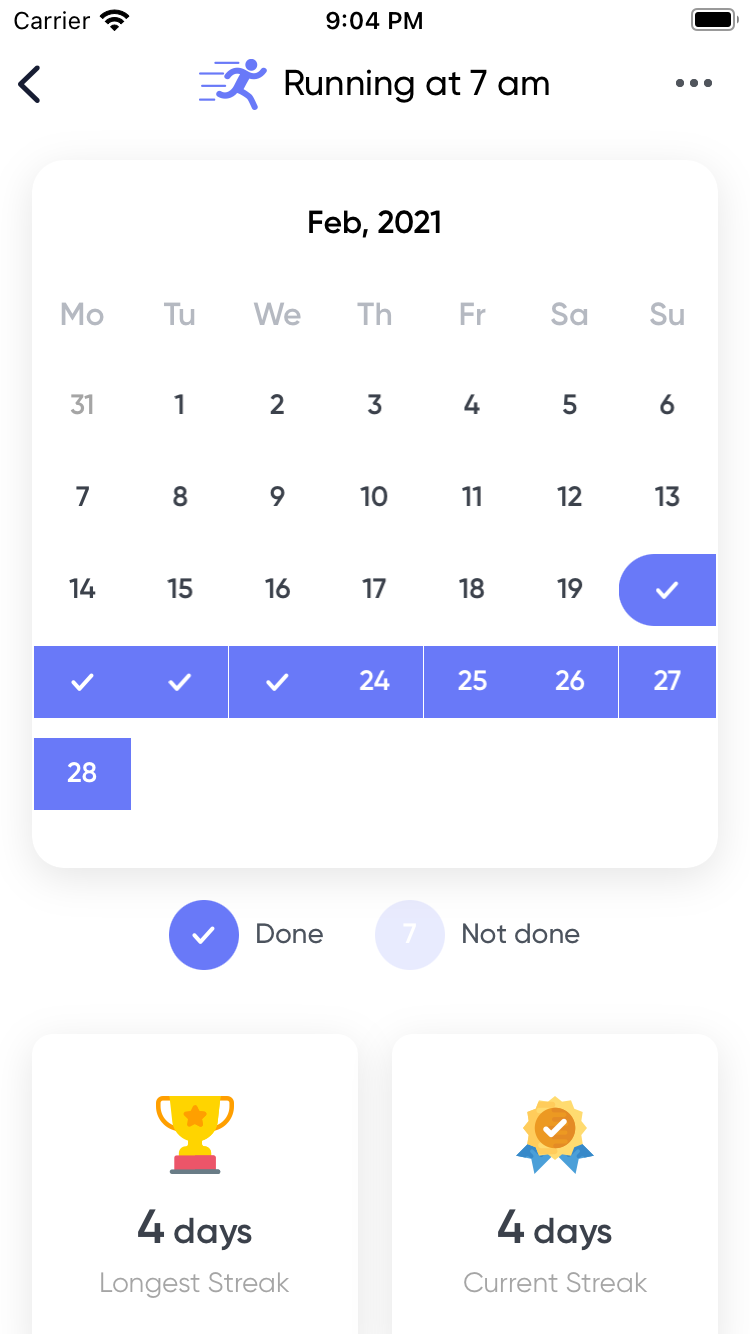 Carrier 9:04 PM
Running at 7 am
Feb, 2021
Mo Tu We Th Fr Sa Su
31 1 2 3 4 5 6
7 8 9 10 11 12 13
14 15 16 17 18 19
24 25 26 27
28
Done 7 Not done
4 days 4 days
Longest Streak Current Streak